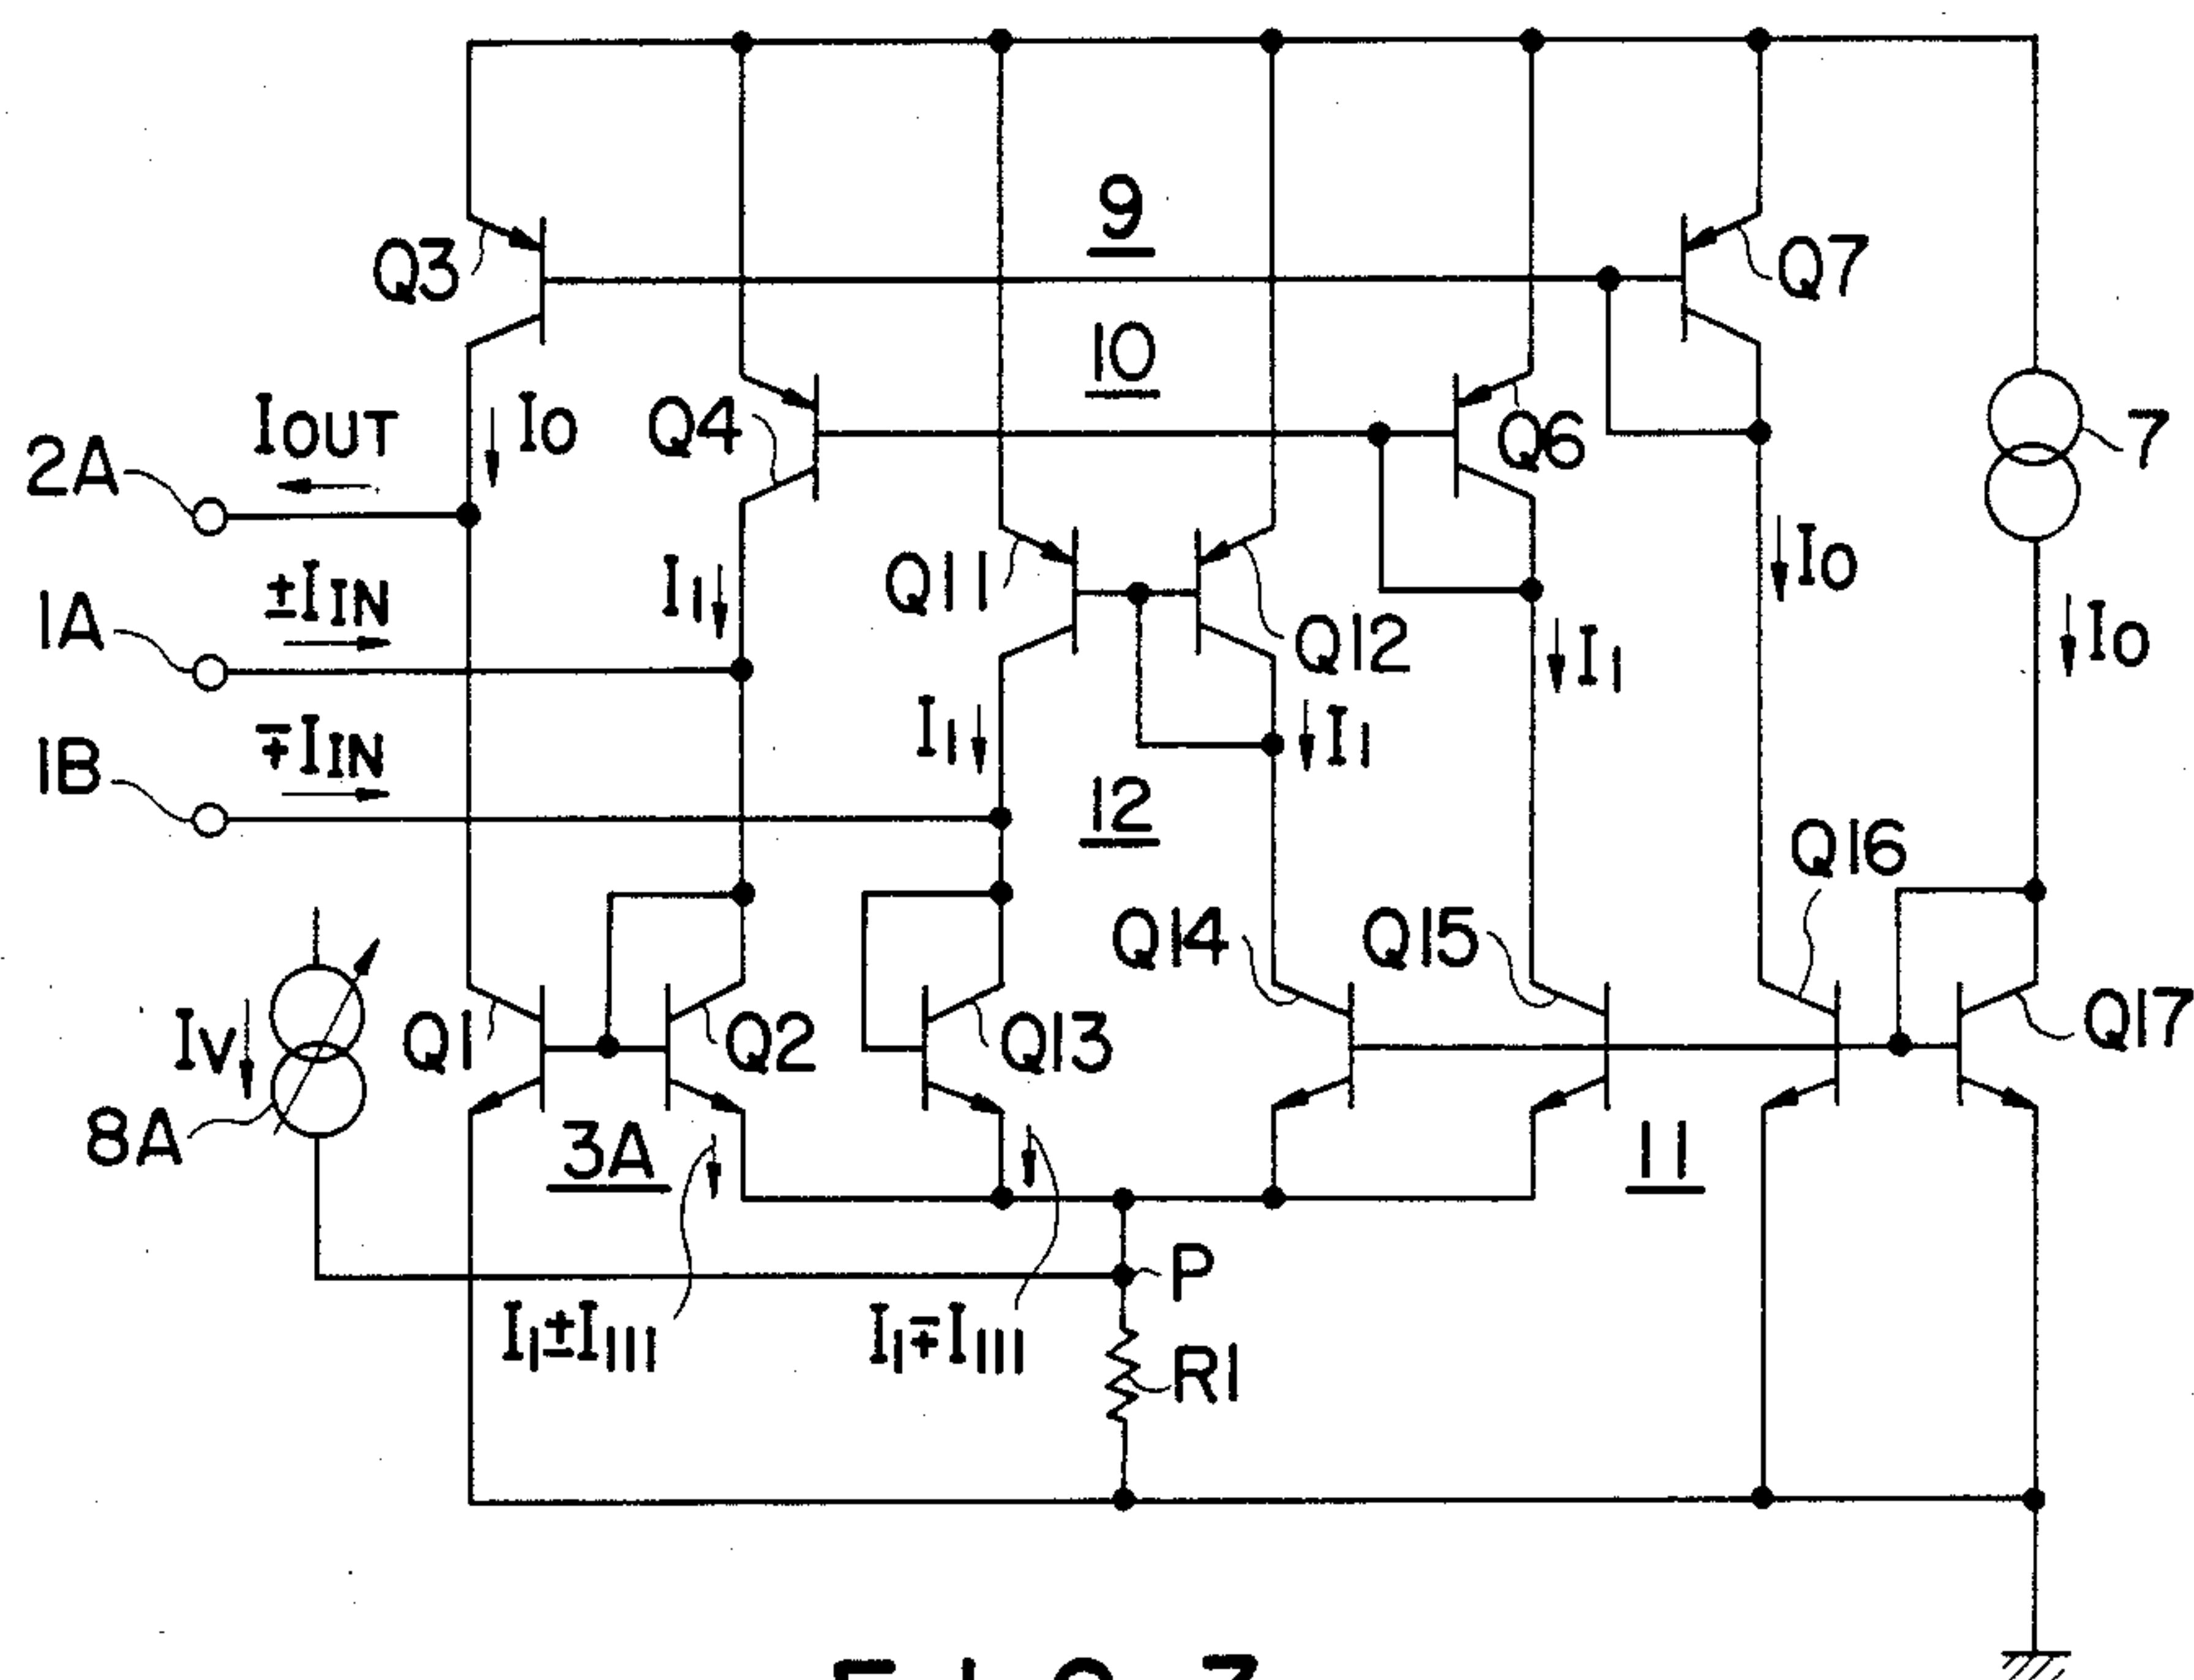 9
Q3
Q7
10
IOUT
IO
Q4
Q6
7
2A
±IIN
I1
Q11
Q12
IO
IO
1A
I1
I1
I1
∓IIN
1B
12
Q16
Q14
Q15
Q17
IV
Q1
Q2
Q13
8A
3A
11
P
I1±I111
I1∓I111
R1